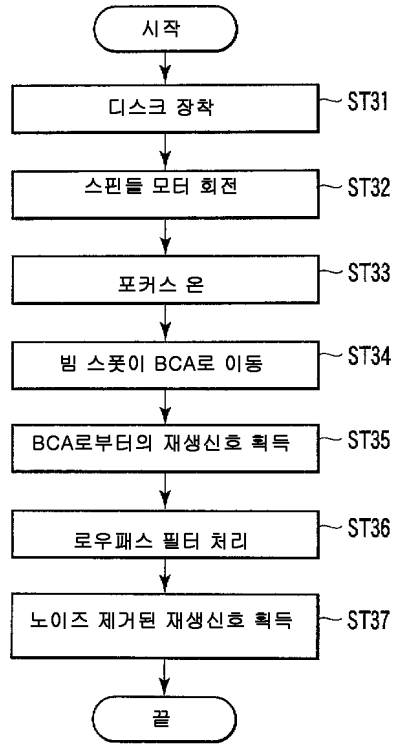 시작
디스크 장착 ST31
스핀들 모터 회전 ST32
포커스 온 ST33
빔 스폿이 BCA로 이동 ST34
BCA로부터의 재생신호 획득 ST35
로우패스 필터 처리 ST36
노이즈 제거된 재생신호 획득 ST37
끝